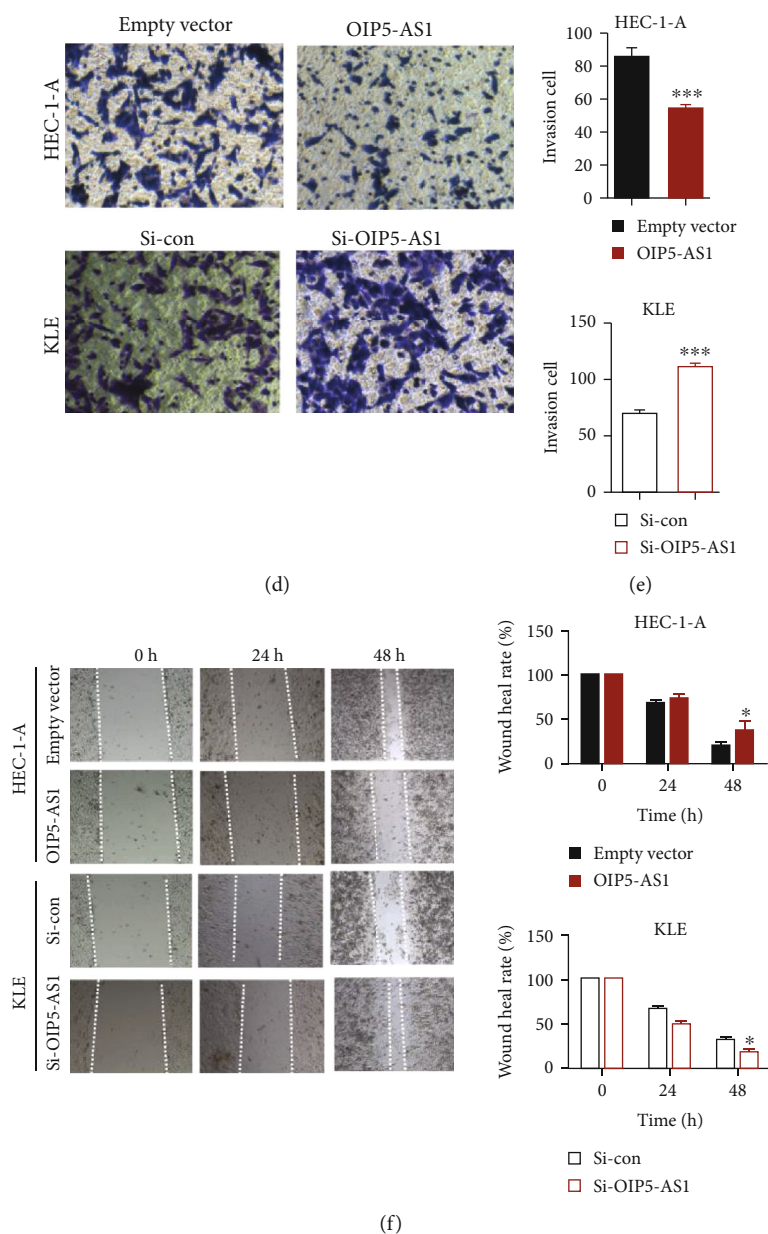 Empty vector
OIP5-AS1
HEC-1-A
Si-con
Si-OIP5-AS1
KLE
(d)
HEC-1-A
100
80
60
40
20
0
Invasion cell
***
Empty vector
OIP5-AS1
KLE
150
100
50
0
Invasion cell
***
Si-con
Si-OIP5-AS1
(e)
0 h
24 h
48 h
HEC-1-A
Empty vector
OIP5-AS1
KLE
Si-con
Si-OIP5-AS1
HEC-1-A
150
100
50
0
Wound heal rate (%)
*
0
24
48
Time (h)
Empty vector
OIP5-AS1
KLE
150
100
50
0
Wound heal rate (%)
*
0
24
48
Time (h)
Si-con
Si-OIP5-AS1
(f)